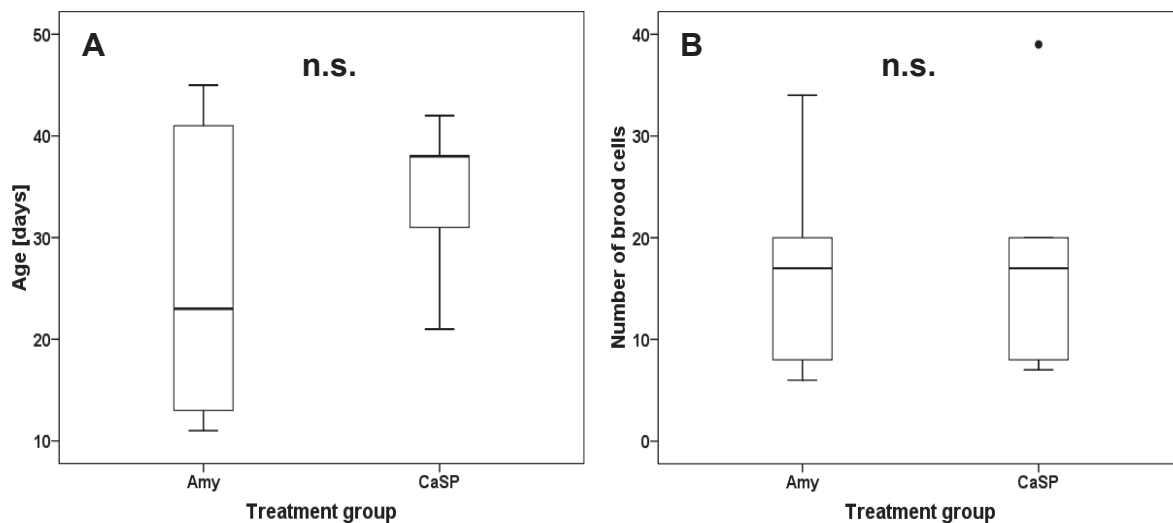 A
n.s.
Age [days]
50
40
30
20
10
Amy
CaSP
Treatment group
B
n.s.
Number of brood cells
40
30
20
10
0
Amy
CaSP
Treatment group